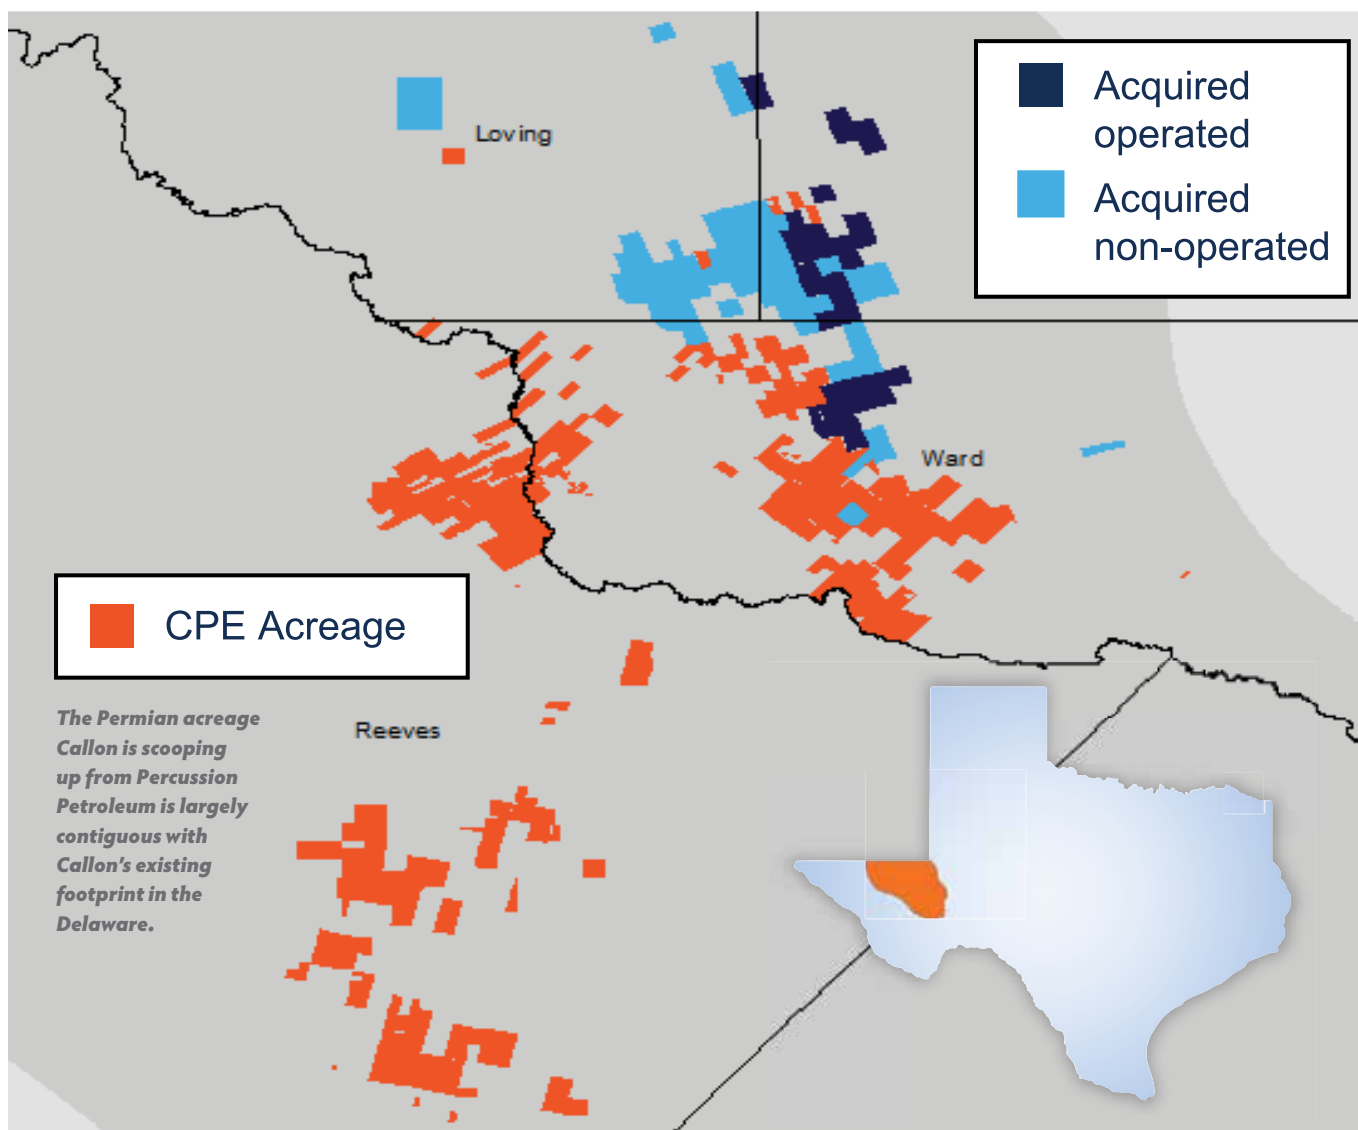 Acquired
operated
Acquired
non-operated
Loving
Ward
CPE Acreage
Reeves
The Permian acreage
Callon is scooping
up from Percussion
Petroleum is largely
contiguous with
Callon's existing
footprint in the
Delaware.